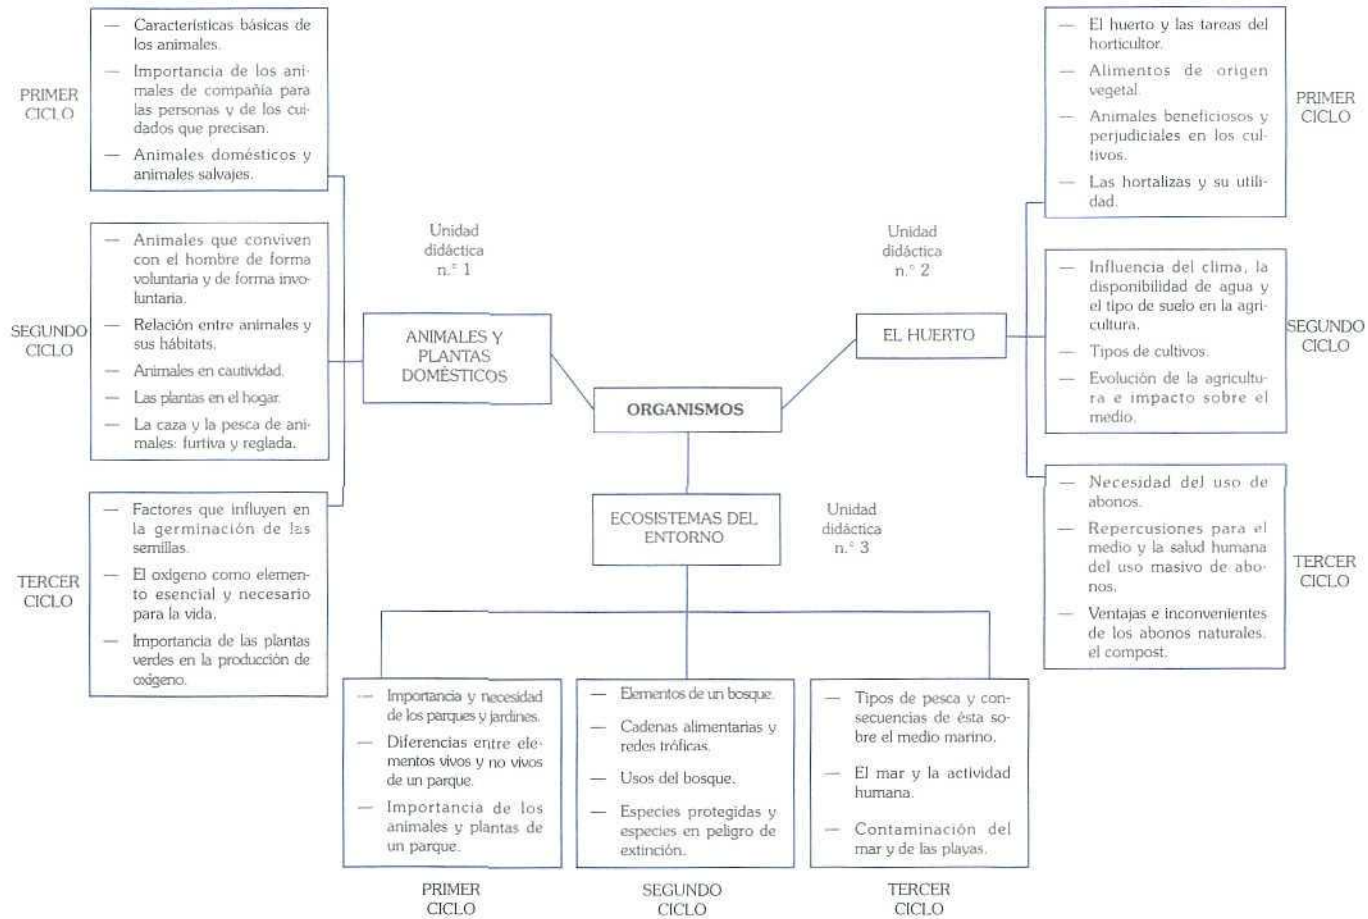 PRIMER
CICLO
— Características básicas de
los animales.
— Importancia de los ani-
males de compañía para
las personas y de los cui-
dados que precisan.
— Animales domésticos y
animales salvajes.
SEGUNDO
CICLO
— Animales que conviven
con el hombre de forma
voluntaria y de forma invo-
luntaria.
— Relación entre animales y
sus hábitats.
— Animales en cautividad.
— Las plantas en el hogar.
— La caza y la pesca de ani-
males: furtiva y reglada.
TERCER
CICLO
— Factores que influyen en
la germinación de las
semillas.
— El oxígeno como elemen-
to esencial y necesario
para la vida.
— Importancia de las plantas
verdes en la producción de
oxígeno.
Unidad
didáctica
n.° 1
ANIMALES Y
PLANTAS
DOMÉSTICOS
ORGANISMOS
Unidad
didáctica
n.° 2
EL HUERTO
PRIMER
CICLO
— El huerto y las tareas del
horticultor.
— Alimentos de origen
vegetal.
— Animales beneficiosos y
perjudiciales en los cul-
tivos.
— Las hortalizas y su utili-
dad.
SEGUNDO
CICLO
— Influencia del clima, la
disponibilidad de agua y
el tipo de suelo en la agri-
cultura.
— Tipos de cultivos.
— Evolución de la agricultu-
ra e impacto sobre el
medio.
TERCER
CICLO
— Necesidad del uso de
abonos.
— Repercusiones para el
medio y la salud humana
del uso masivo de abo-
nos.
— Ventajas e inconvenientes
de los abonos naturales.
el compost.
ECOSISTEMAS DEL
ENTORNO
Unidad
didáctica
n.° 3
— Importancia y necesidad
de los parques y jardines.
— Diferencias entre ele-
mentos vivos y no vivos
de un parque.
— Importancia de los
animales y plantas de
un parque.
PRIMER
CICLO
— Elementos de un bosque.
— Cadenas alimentarias y
redes tróficas.
— Usos del bosque.
— Especies protegidas y
especies en peligro de
extinción.
SEGUNDO
CICLO
— Tipos de pesca y con-
secuencias de ésta so-
bre el medio marino.
— El mar y la actividad
humana.
— Contaminación del
mar y de las playas.
TERCER
CICLO